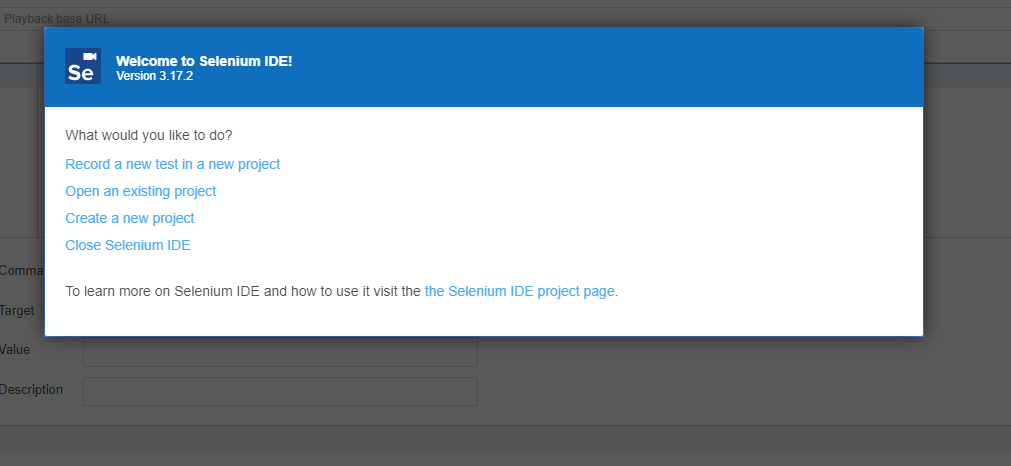 Playback base URL
Se
Welcome to Selenium IDE!
Version 3.17.2
What would you like to do?
Record a new test in a new project
Open an existing project
Create a new project
Close Selenium IDE
Comma
To learn more on Selenium IDE and how to use it visit the the Selenium IDE project page.
Target
Value
Description